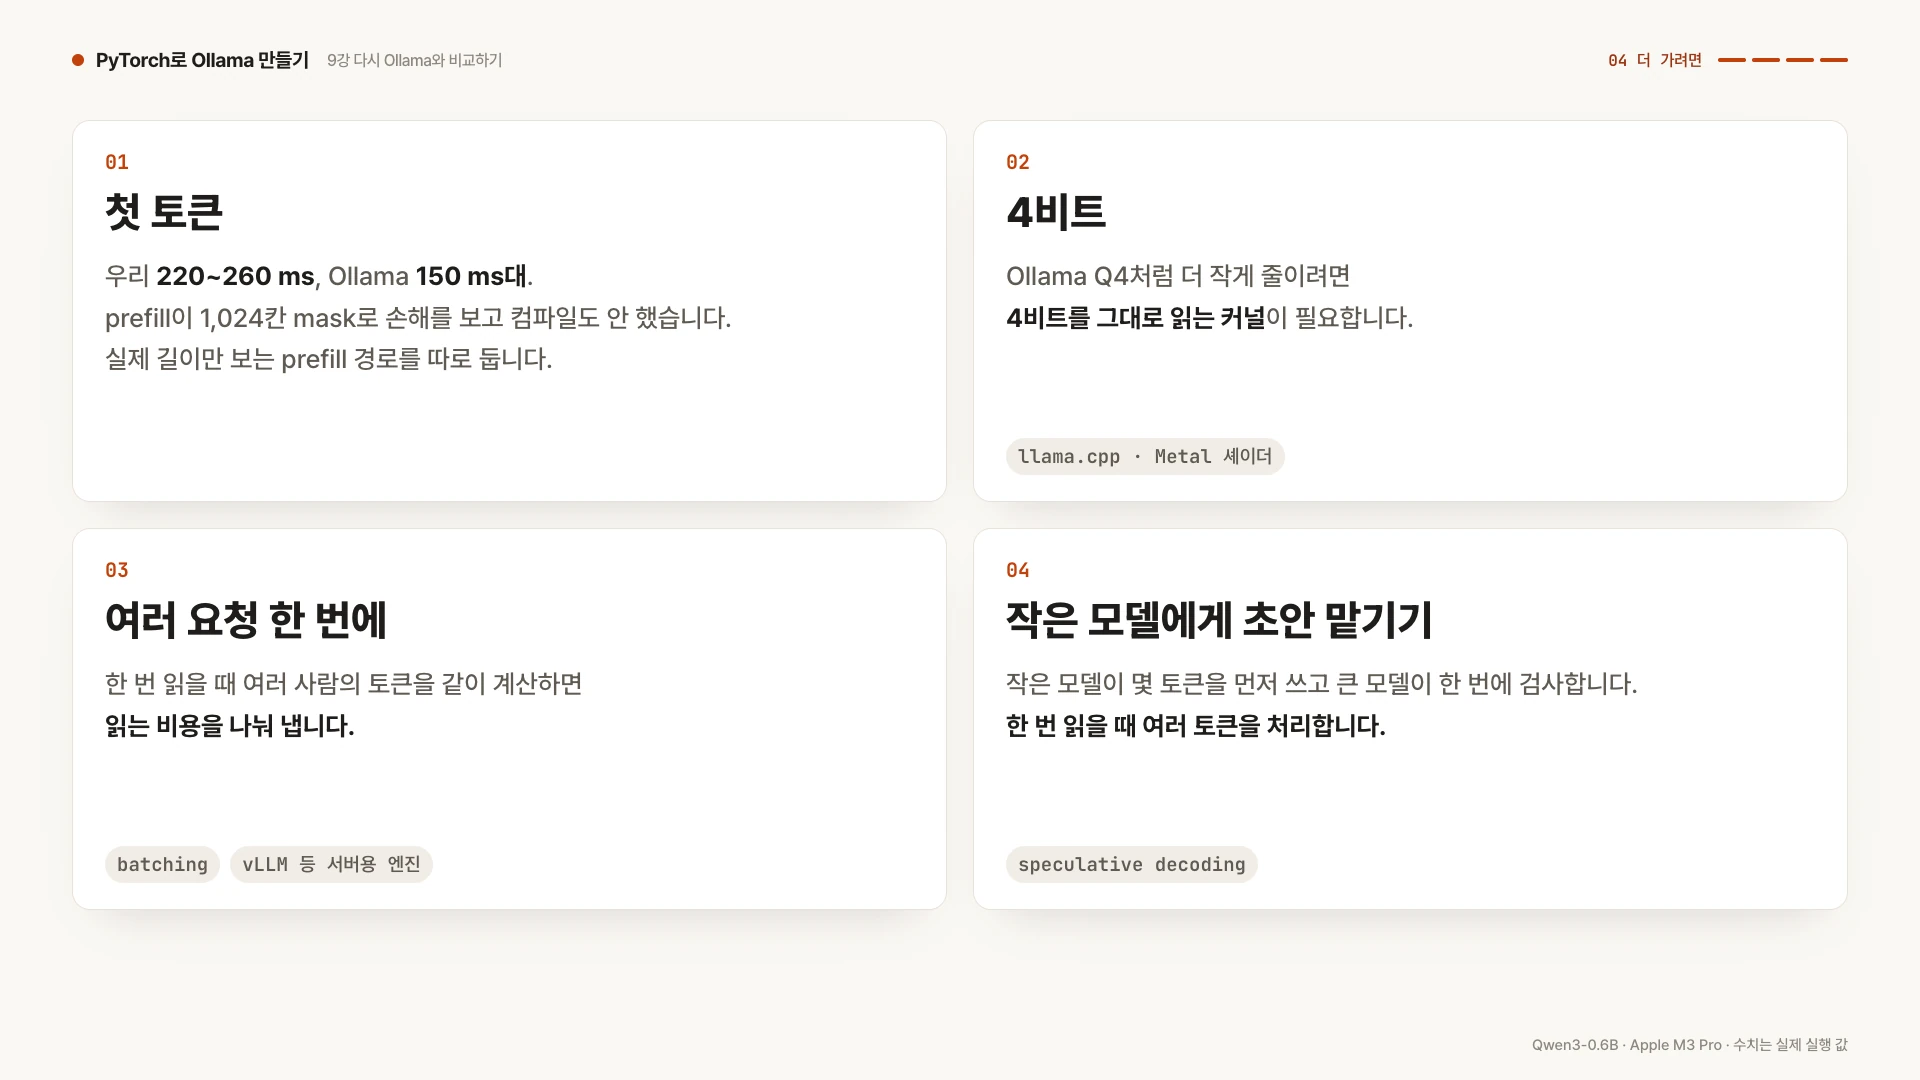 PyTorch로 Ollama 만들기 9강 다시 Ollama와 비교하기
04 더 가려면
01
첫 토큰
우리 220~260 ms, Ollama 150 ms대.
prefill이 1,024칸 mask로 손해를 보고 컴파일도 안 했습니다.
실제 길이만 보는 prefill 경로를 따로 둡니다.
02
4비트
Ollama Q4처럼 더 작게 줄이려면
4비트를 그대로 읽는 커널이 필요합니다.
llama.cpp · Metal 셰이더
03
여러 요청 한 번에
한 번 읽을 때 여러 사람의 토큰을 같이 계산하면
읽는 비용을 나눠 냅니다.
batching vLLM 등 서버용 엔진
04
작은 모델에게 초안 맡기기
작은 모델이 몇 토큰을 먼저 쓰고 큰 모델이 한 번에 검사합니다.
한 번 읽을 때 여러 토큰을 처리합니다.
speculative decoding
Qwen3-0.6B · Apple M3 Pro · 수치는 실제 실행 값